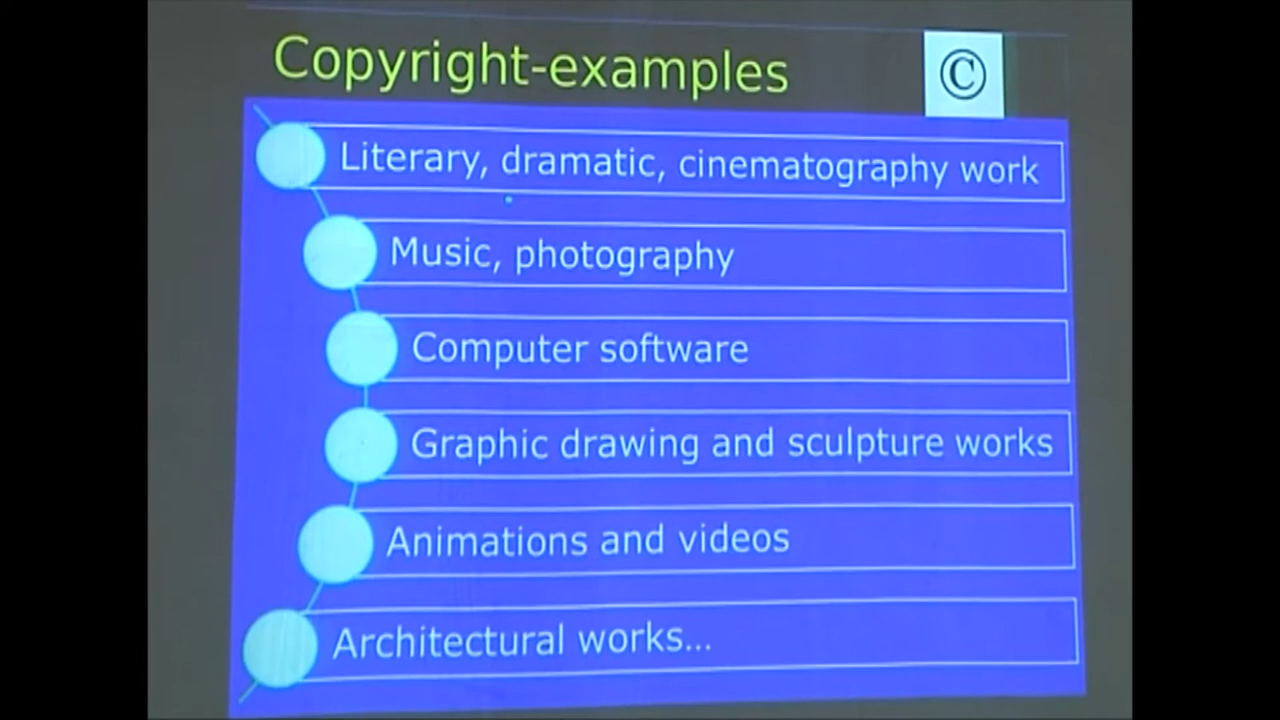 Copyright-examples
©
Literary, dramatic, cinematography work
Music, photography
Computer software
Graphic drawing and sculpture works
Animations and videos
Architectural works...